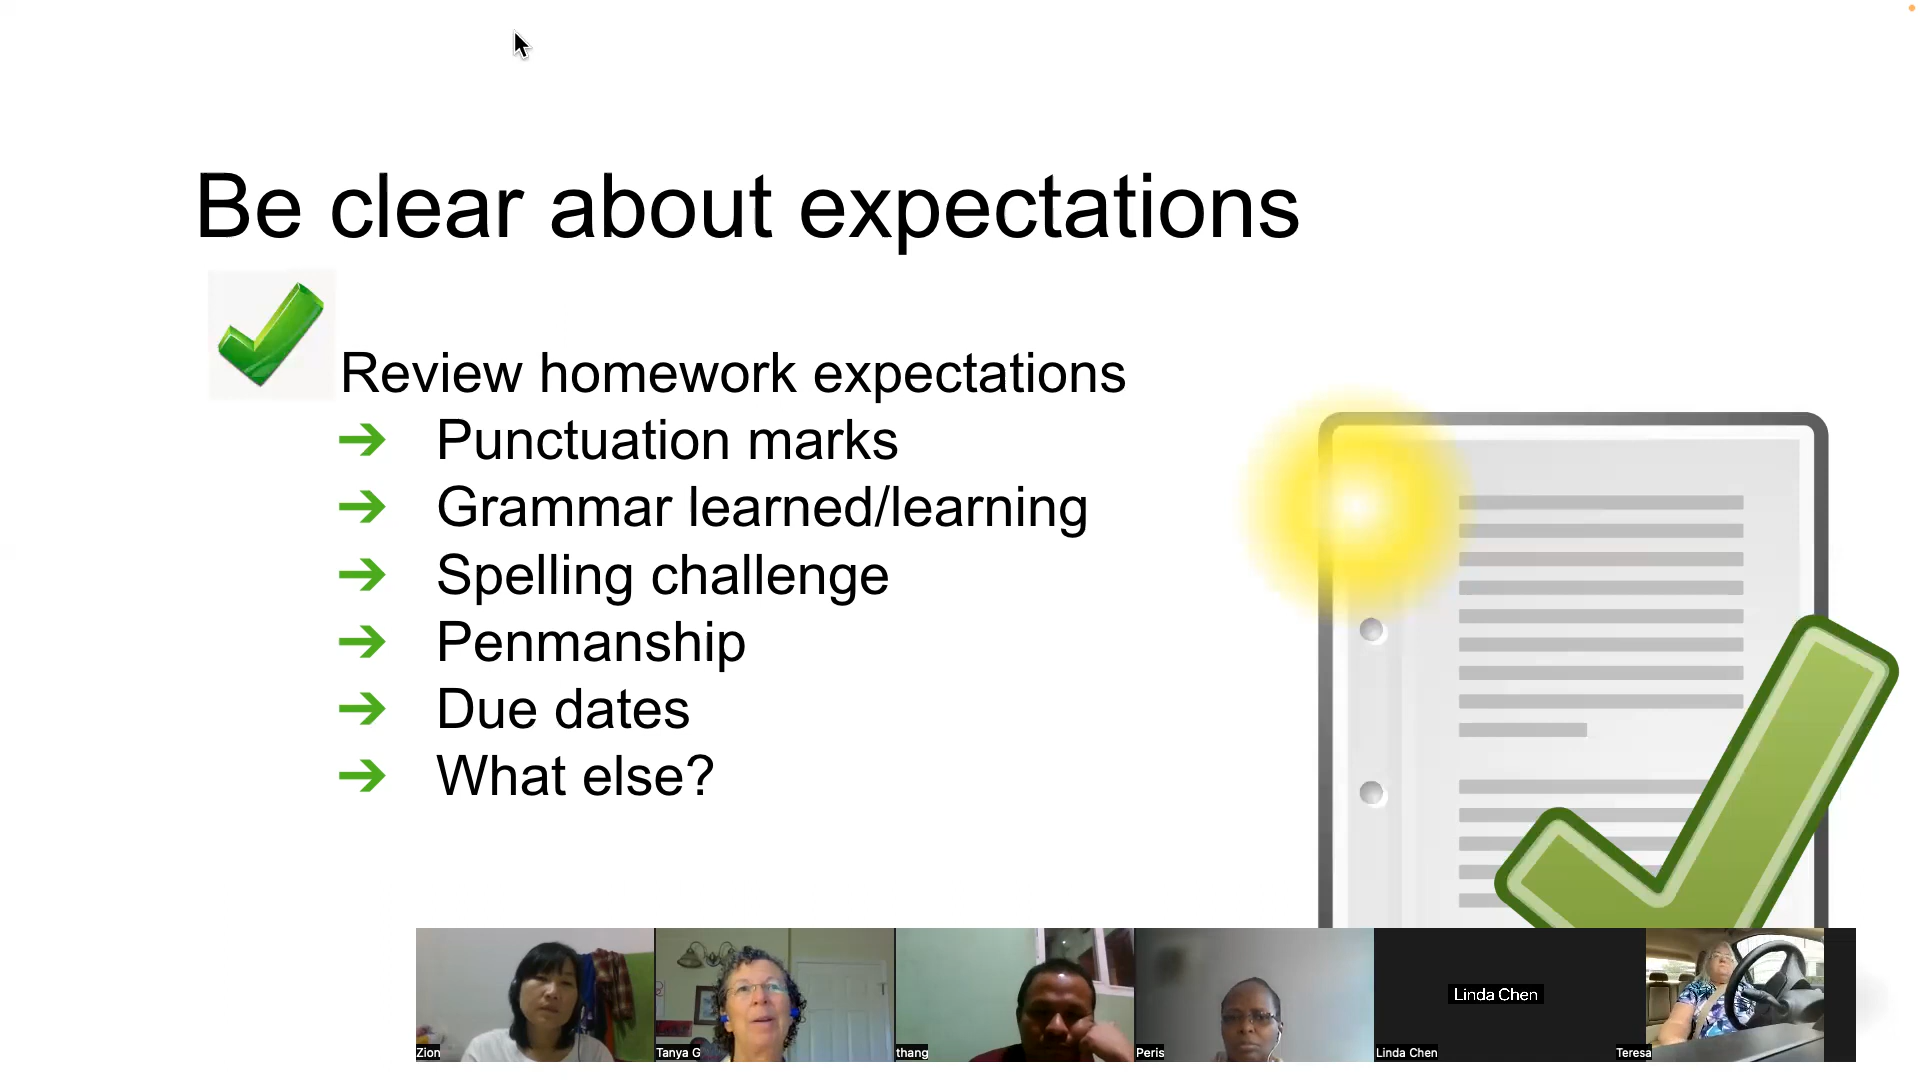 Be clear about expectations
Review homework expectations
➔ Punctuation marks
➔ Grammar learned/learning
➔ Spelling challenge
➔ Penmanship
➔ Due dates
➔ What else?
Linda Chen
Zion
Tanya G
thang
Peris
Linda Chen
Teresa